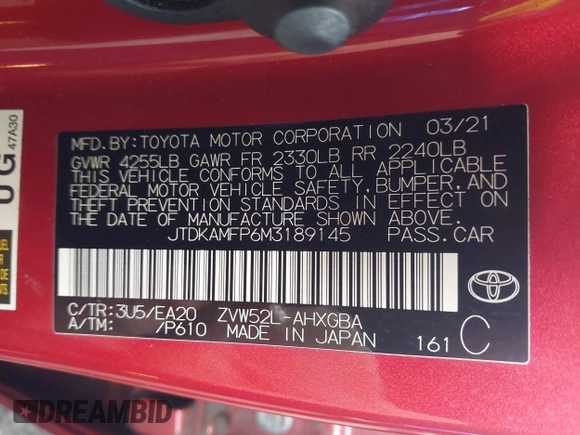 MFD.BY:TOYOTA MOTOR CORPORATION 03/21
GVWR 4255LB GAWR FR 2330LB RR 2240LB
THIS VEHICLE CONFORMS TO ALL APPLICABLE
FEDERAL MOTOR VEHICLE SAFETY,BUMPER,AND
THEFT PREVENTION STANDARDS IN EFFECT ON
THE DATE OF MANUFACTURE SHOWN ABOVE.
JTDKAMFP6M3189145 PASS.CAR
C/TR:3U5/EA20 ZVW52L-AHXGBA
A/TM: /P610 MADE IN JAPAN 161 C
UG
47A30
DREAMBID